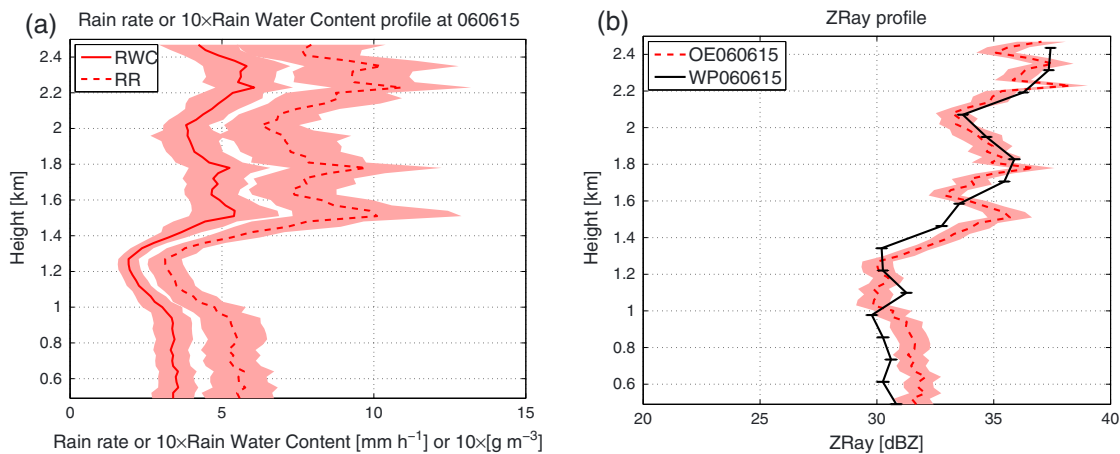 (a)
Rain rate or 10×Rain Water Content profile at 060615
RWC
RR
Height [km]
2.4
2.2
2
1.8
1.6
1.4
1.2
1
0.8
0.6
0 5 10 15
Rain rate or 10×Rain Water Content [mm h⁻¹] or 10×[g m⁻³]
(b)
ZRay profile
OE060615
WP060615
Height [km]
2.4
2.2
2
1.8
1.6
1.4
1.2
1
0.8
0.6
20 25 30 35 40
ZRay [dBZ]